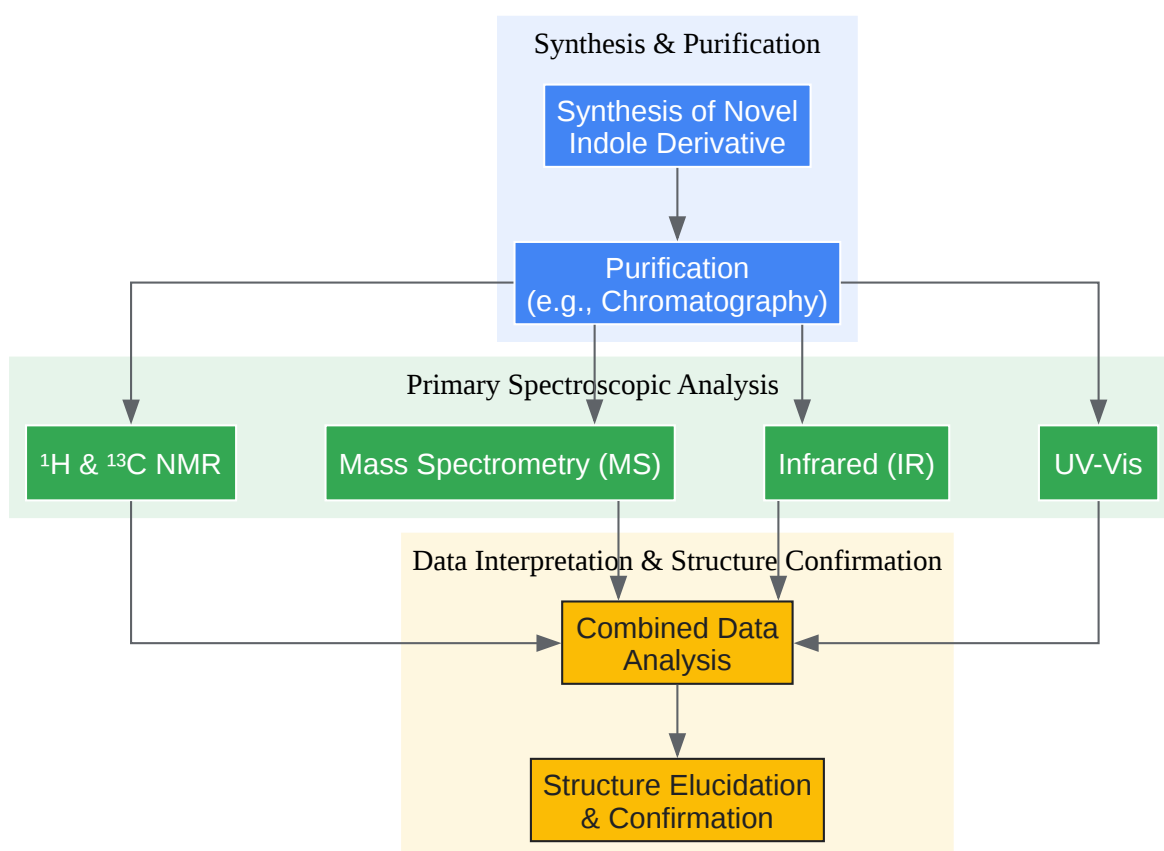 Synthesis & Purification
Synthesis of Novel
Indole Derivative
Purification
(e.g., Chromatography)
Primary Spectroscopic Analysis
¹H & ¹³C NMR
Mass Spectrometry (MS)
Infrared (IR)
UV-Vis
Data Interpretation & Structure Confirmation
Combined Data
Analysis
Structure Elucidation
& Confirmation